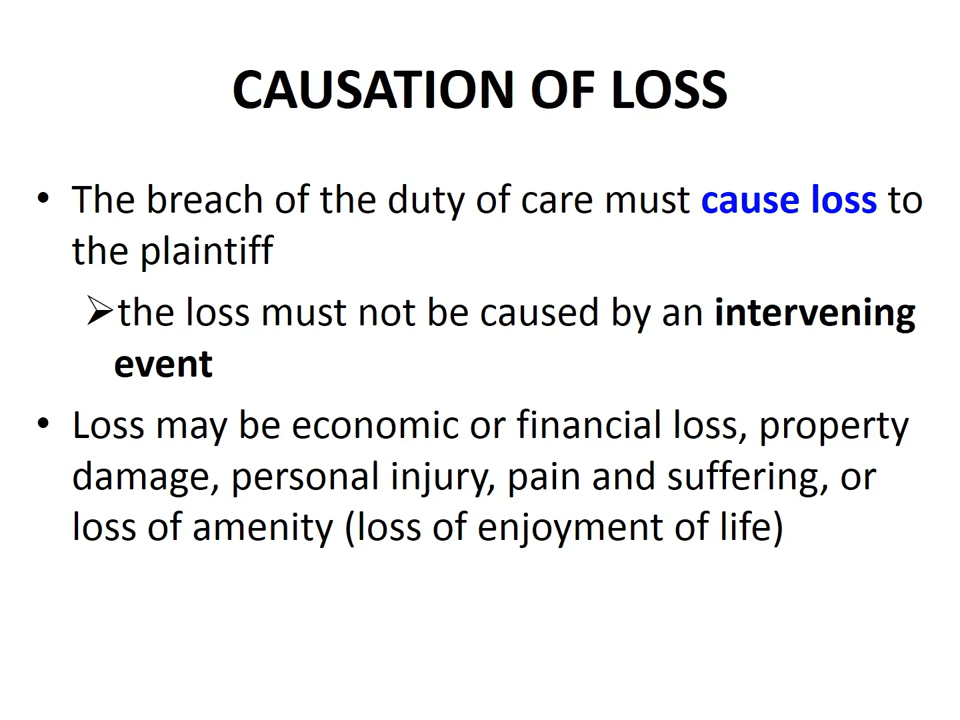 CAUSATION OF LOSS
• The breach of the duty of care must cause loss to
the plaintiff
➢the loss must not be caused by an intervening
event
• Loss may be economic or financial loss, property
damage, personal injury, pain and suffering, or
loss of amenity (loss of enjoyment of life)